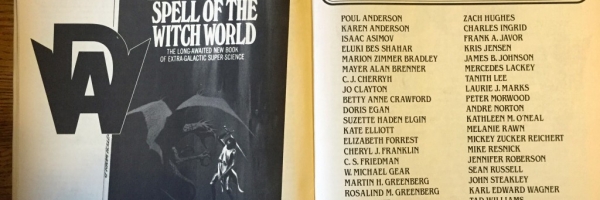 DAW
SPELL OF THE
WITCH WORLD
THE LONG-AWAITED NEW BOOK
OF EXTRA-GALACTIC SUPER-SCIENCE
POUL ANDERSON
KAREN ANDERSON
ISAAC ASIMOV
ELUKI BES SHAHAR
MARION ZIMMER BRADLEY
MAYER ALAN BRENNER
C. J. CHERRYH
JO CLAYTON
BETTY ANNE CRAWFORD
DORIS EGAN
SUZETTE HADEN ELGIN
KATE ELLIOTT
ELIZABETH FORREST
CHERYL J. FRANKLIN
C. S. FRIEDMAN
W. MICHAEL GEAR
MARTIN H. GREENBERG
ROSALIND M. GREENBERG
ZACH HUGHES
CHARLES INGRID
FRANK A. JAVOR
KRIS JENSEN
JAMES B. JOHNSON
MERCEDES LACKEY
TANITH LEE
LAURIE J. MARKS
PETER MORWOOD
ANDRE NORTON
KATHLEEN M. O'NEAL
MELANIE RAWN
MICKEY ZUCKER REICHERT
MIKE RESNICK
JENNIFER ROBERSON
SEAN RUSSELL
JOHN STEAKLEY
KARL EDWARD WAGNER
TAD WILLIAMS